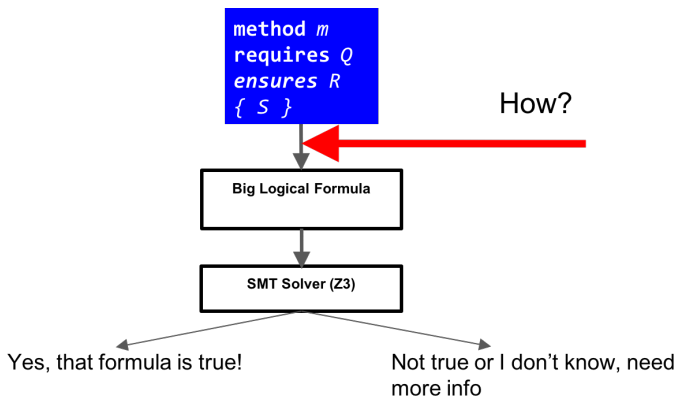 method m
requires Q
ensures R
{ S }
How?
Big Logical Formula
SMT Solver (Z3)
Yes, that formula is true!
Not true or I don’t know, need
more info